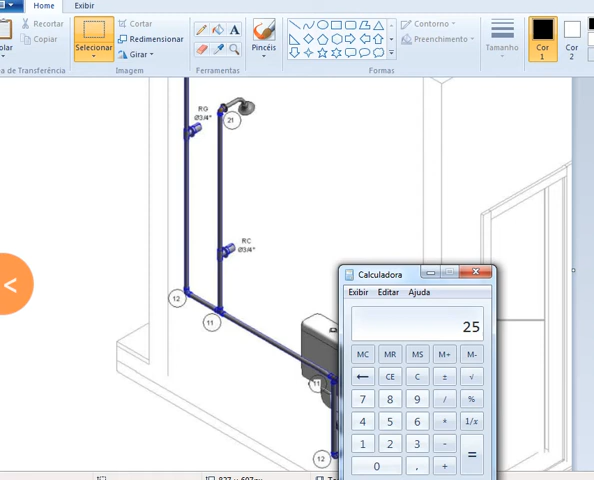 Home Exibir
Recortar
Copiar
Cortar
Redimensionar
Girar
Selecionar
Pincéis
Contorno
Preenchimento
Tamanho
Cor
1
Cor
2
a de Transferência
Imagem
Ferramentas
Formas
RG
Ø3/4"
21
RC
Ø3/4"
12
11
11
12
<
Calculadora
Exibir Editar Ajuda
25
MC MR MS M+ M-
← CE C ± √
7 8 9 / %
4 5 6 * 1/x
1 2 3 - =
0 , +